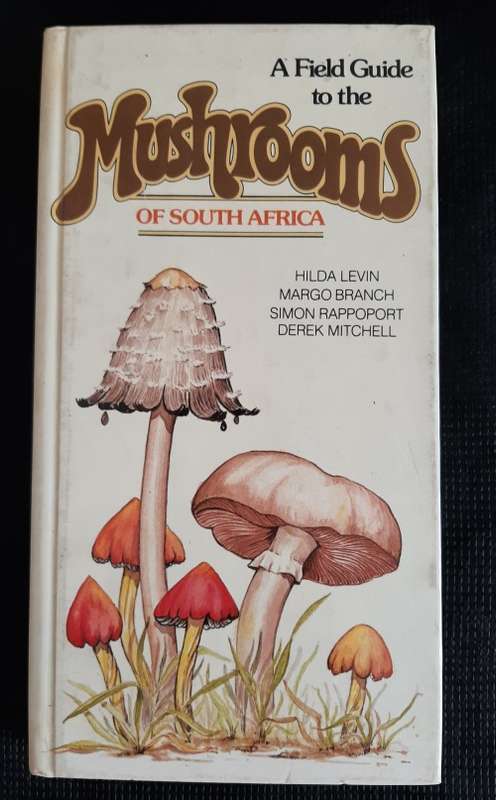 A Field Guide
to the
Mushrooms
OF SOUTH AFRICA
HILDA LEVIN
MARGO BRANCH
SIMON RAPPOPORT
DEREK MITCHELL